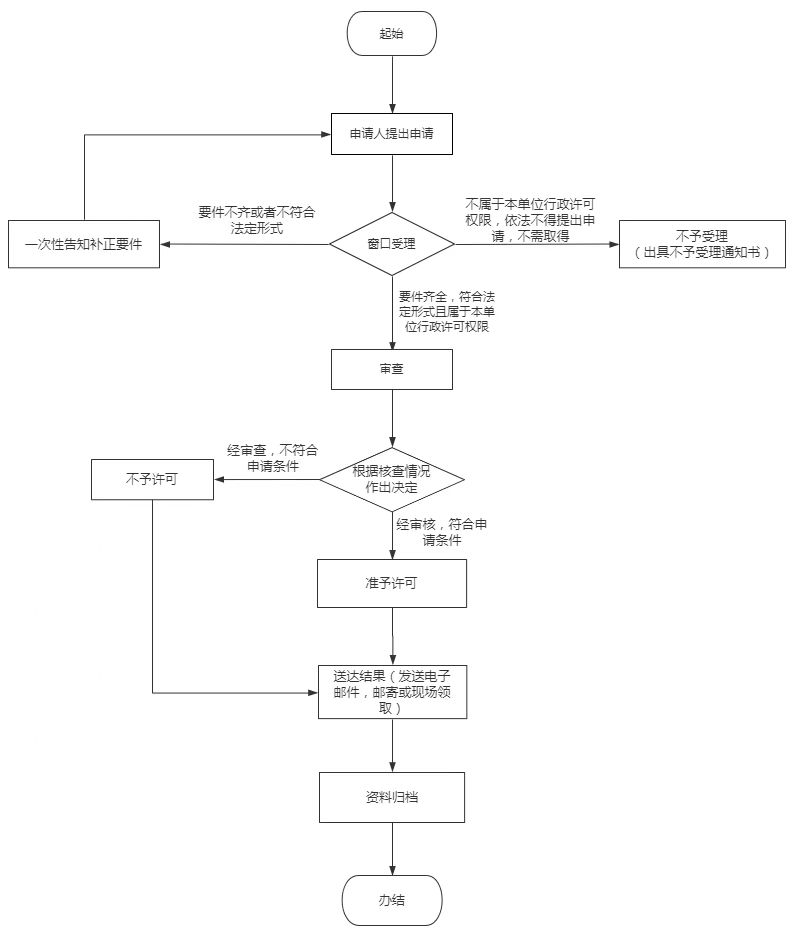 起始
申请人提出申请
要件不齐或者不符合
法定形式
不属于本单位行政许可
权限，依法不得提出申
请，不需取得
一次性告知补正要件
窗口受理
不予受理
（出具不予受理通知书）
要件齐全，符合法
定形式且属于本单
位行政许可权限
审查
经审查，不符合
申请条件
不予许可
根据核查情况
作出决定
经审核，符合申
请条件
准予许可
送达结果（发送电子
邮件，邮寄或现场领
取）
资料归档
办结